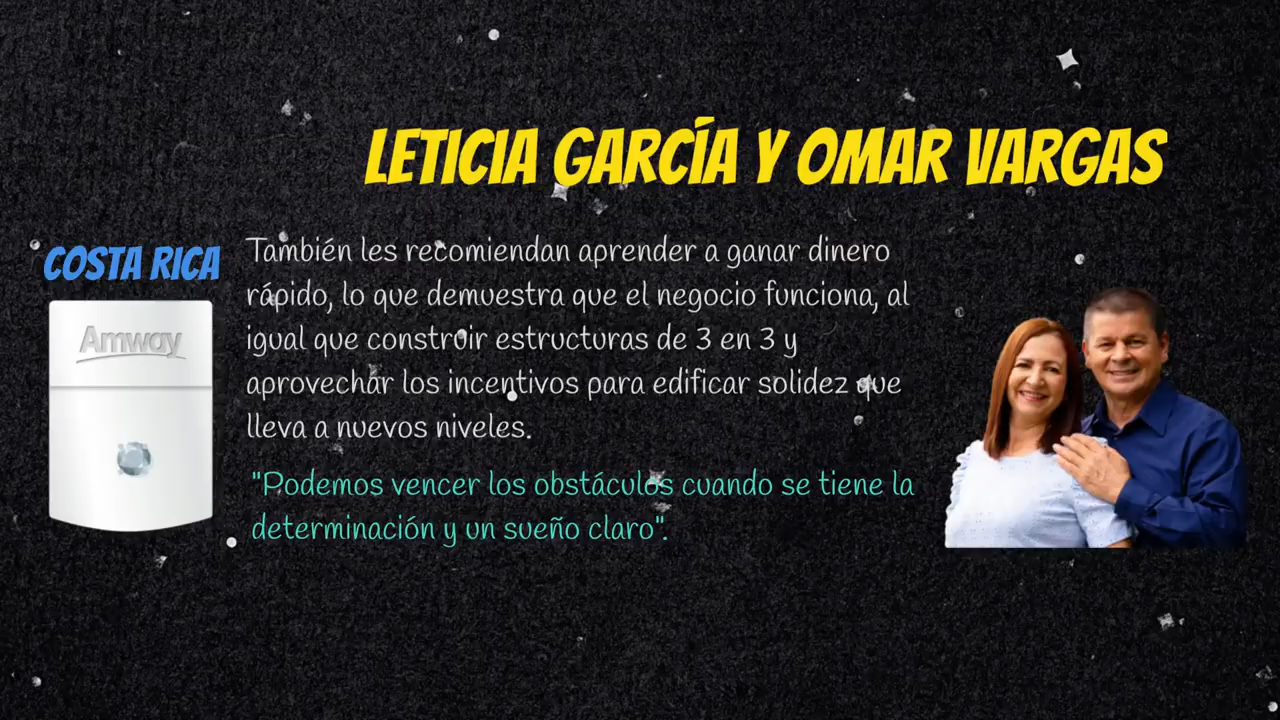 LETICIA GARCÍA Y OMAR VARGAS
COSTA RICA
Amway
También les recomiendan aprender a ganar dinero
rápido, lo que demuestra que el negocio funciona, al
igual que construir estructuras de 3 en 3 y
aprovechar los incentivos para edificar solidez que
lleva a nuevos niveles.
"Podemos vencer los obstáculos cuando se tiene la
determinación y un sueño claro".